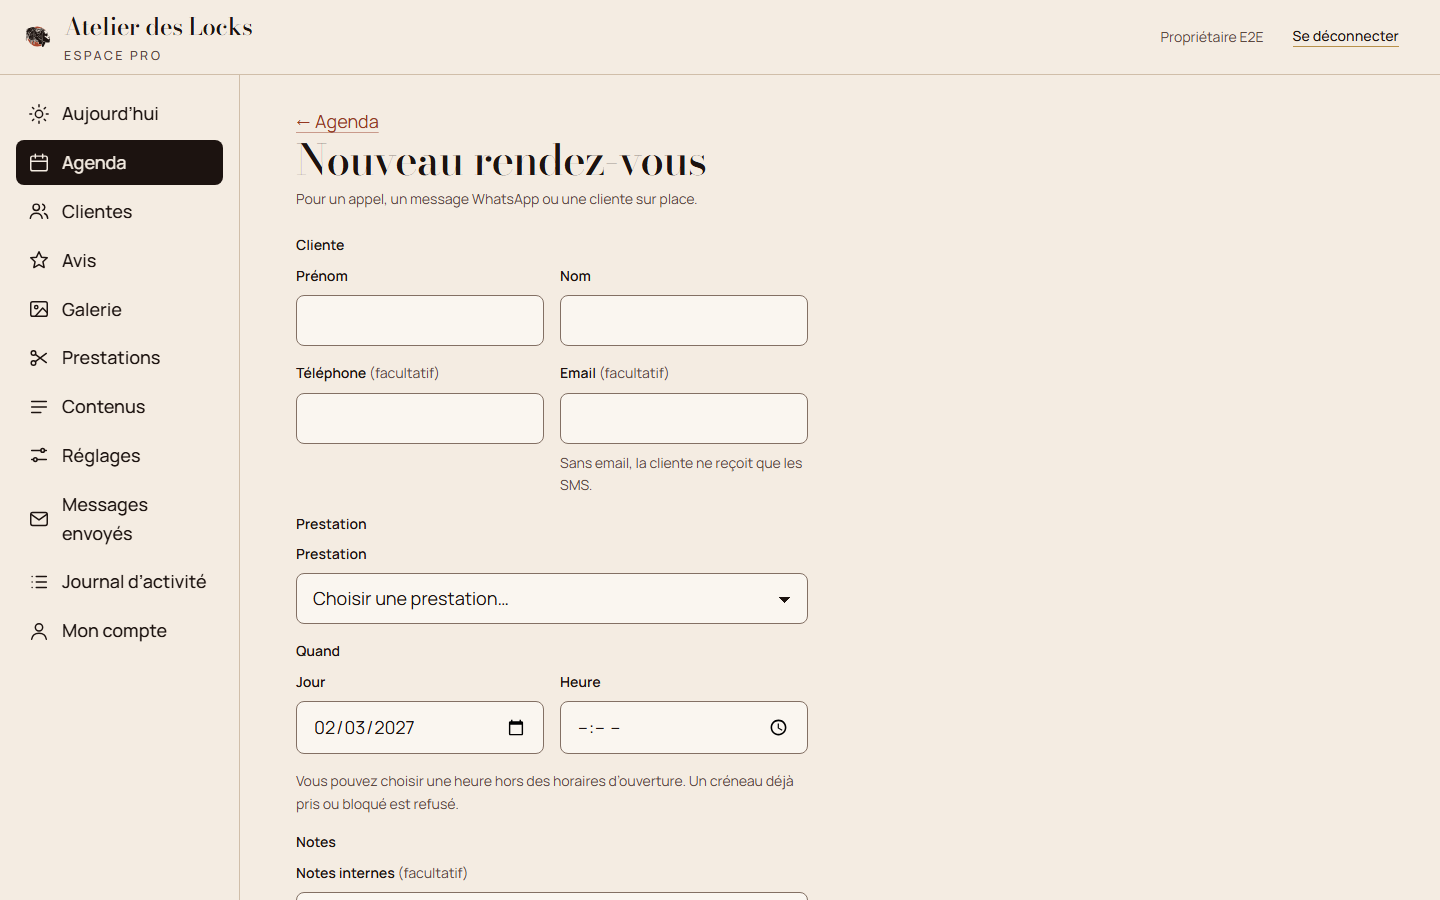 Atelier des Locks
ESPACE PRO
Propriétaire E2E
Se déconnecter
Aujourd’hui
Agenda
Clientes
Avis
Galerie
Prestations
Contenus
Réglages
Messages
envoyés
Journal d’activité
Mon compte
← Agenda
Nouveau rendez-vous
Pour un appel, un message WhatsApp ou une cliente sur place.
Cliente
Prénom
Nom
Téléphone (facultatif)
Email (facultatif)
Sans email, la cliente ne reçoit que les
SMS.
Prestation
Prestation
Choisir une prestation…
Quand
Jour
Heure
02/03/2027
--:-- --
Vous pouvez choisir une heure hors des horaires d’ouverture. Un créneau déjà
pris ou bloqué est refusé.
Notes
Notes internes (facultatif)